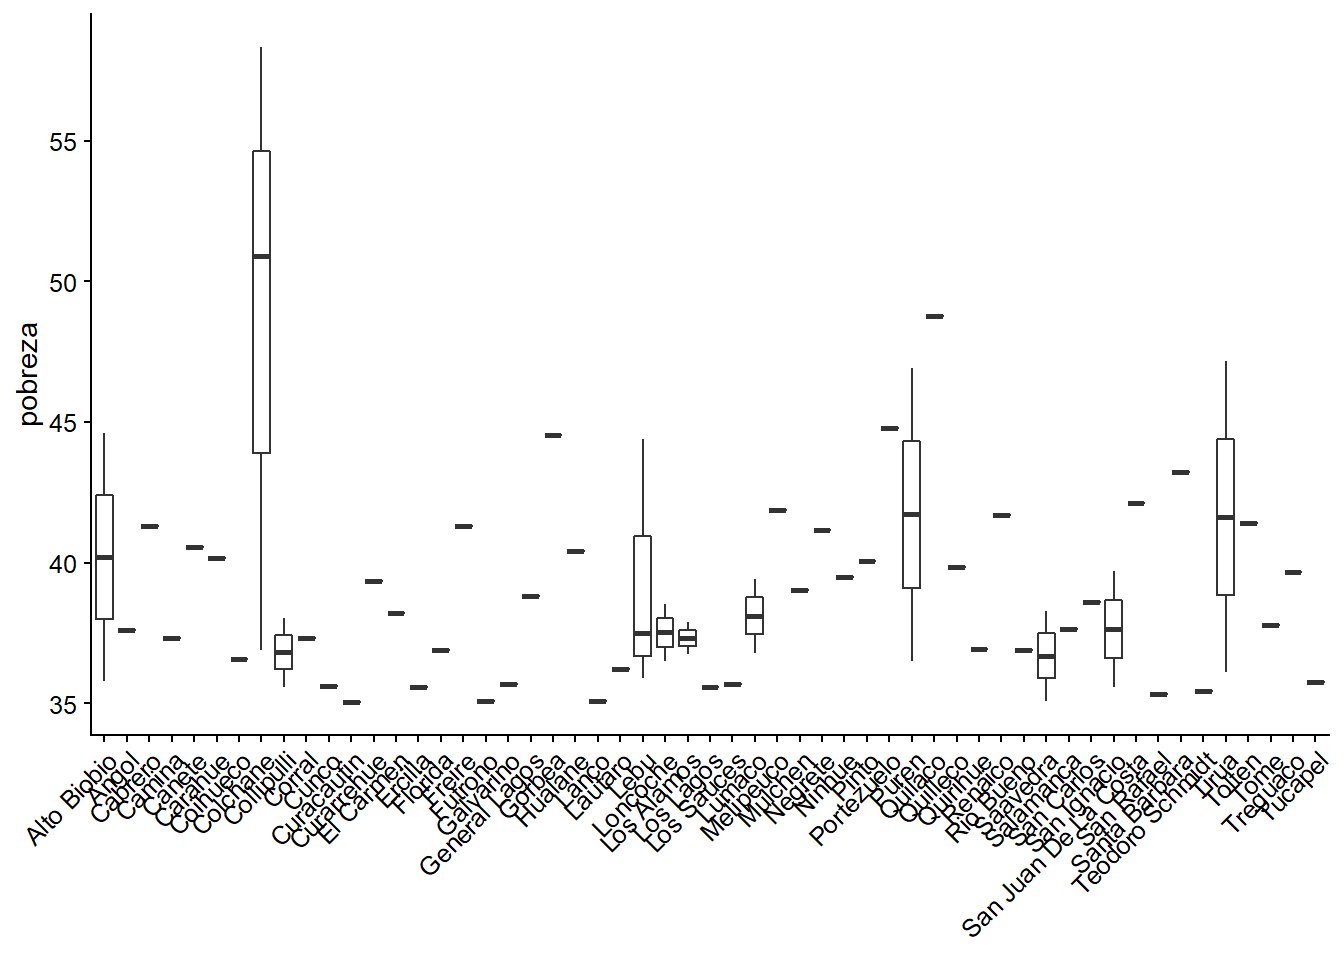 55
50
45
40
35
pobreza
Alto Biobio
Angol
Cabrero
Camina
Canete
Carahue
Coihueco
Colchane
Collipulli
Corral
Cunco
Curacautin
Curarrehue
El Carmen
Ercilla
Florida
Freire
Futrono
Galvarino
General Lagos
Gorbea
Hualane
Lanco
Lautaro
Lebu
Loncoche
Los Alamos
Los Lagos
Los Sauces
Lumaco
Melipeuco
Mulchen
Negrete
Ninhue
Pinto
Portezuelo
Puren
Quilaco
Quilleco
Quirihue
Renaico
Rio Bueno
Saavedra
Salamanca
San Carlos
San Ignacio
San Juan De La Costa
San Rafael
Santa Barbara
Teodoro Schmidt
Tirua
Tolten
Tome
Treguaco
Tucapel